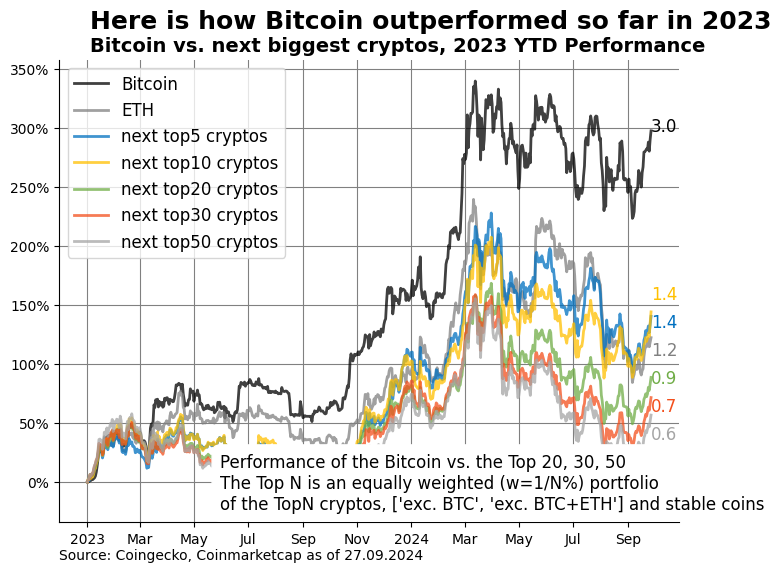 Here is how Bitcoin outperformed so far in 2023
Bitcoin vs. next biggest cryptos, 2023 YTD Performance
350%
300%
250%
200%
150%
100%
50%
0%
Bitcoin
ETH
next top5 cryptos
next top10 cryptos
next top20 cryptos
next top30 cryptos
next top50 cryptos
3.0
1.4
1.4
1.2
0.9
0.7
0.6
Performance of the Bitcoin vs. the Top 20, 30, 50
The Top N is an equally weighted (w=1/N%) portfolio
of the TopN cryptos, ['exc. BTC', 'exc. BTC+ETH'] and stable coins
2023 Mar May Jul Sep Nov 2024 Mar May Jul Sep
Source: Coingecko, Coinmarketcap as of 27.09.2024